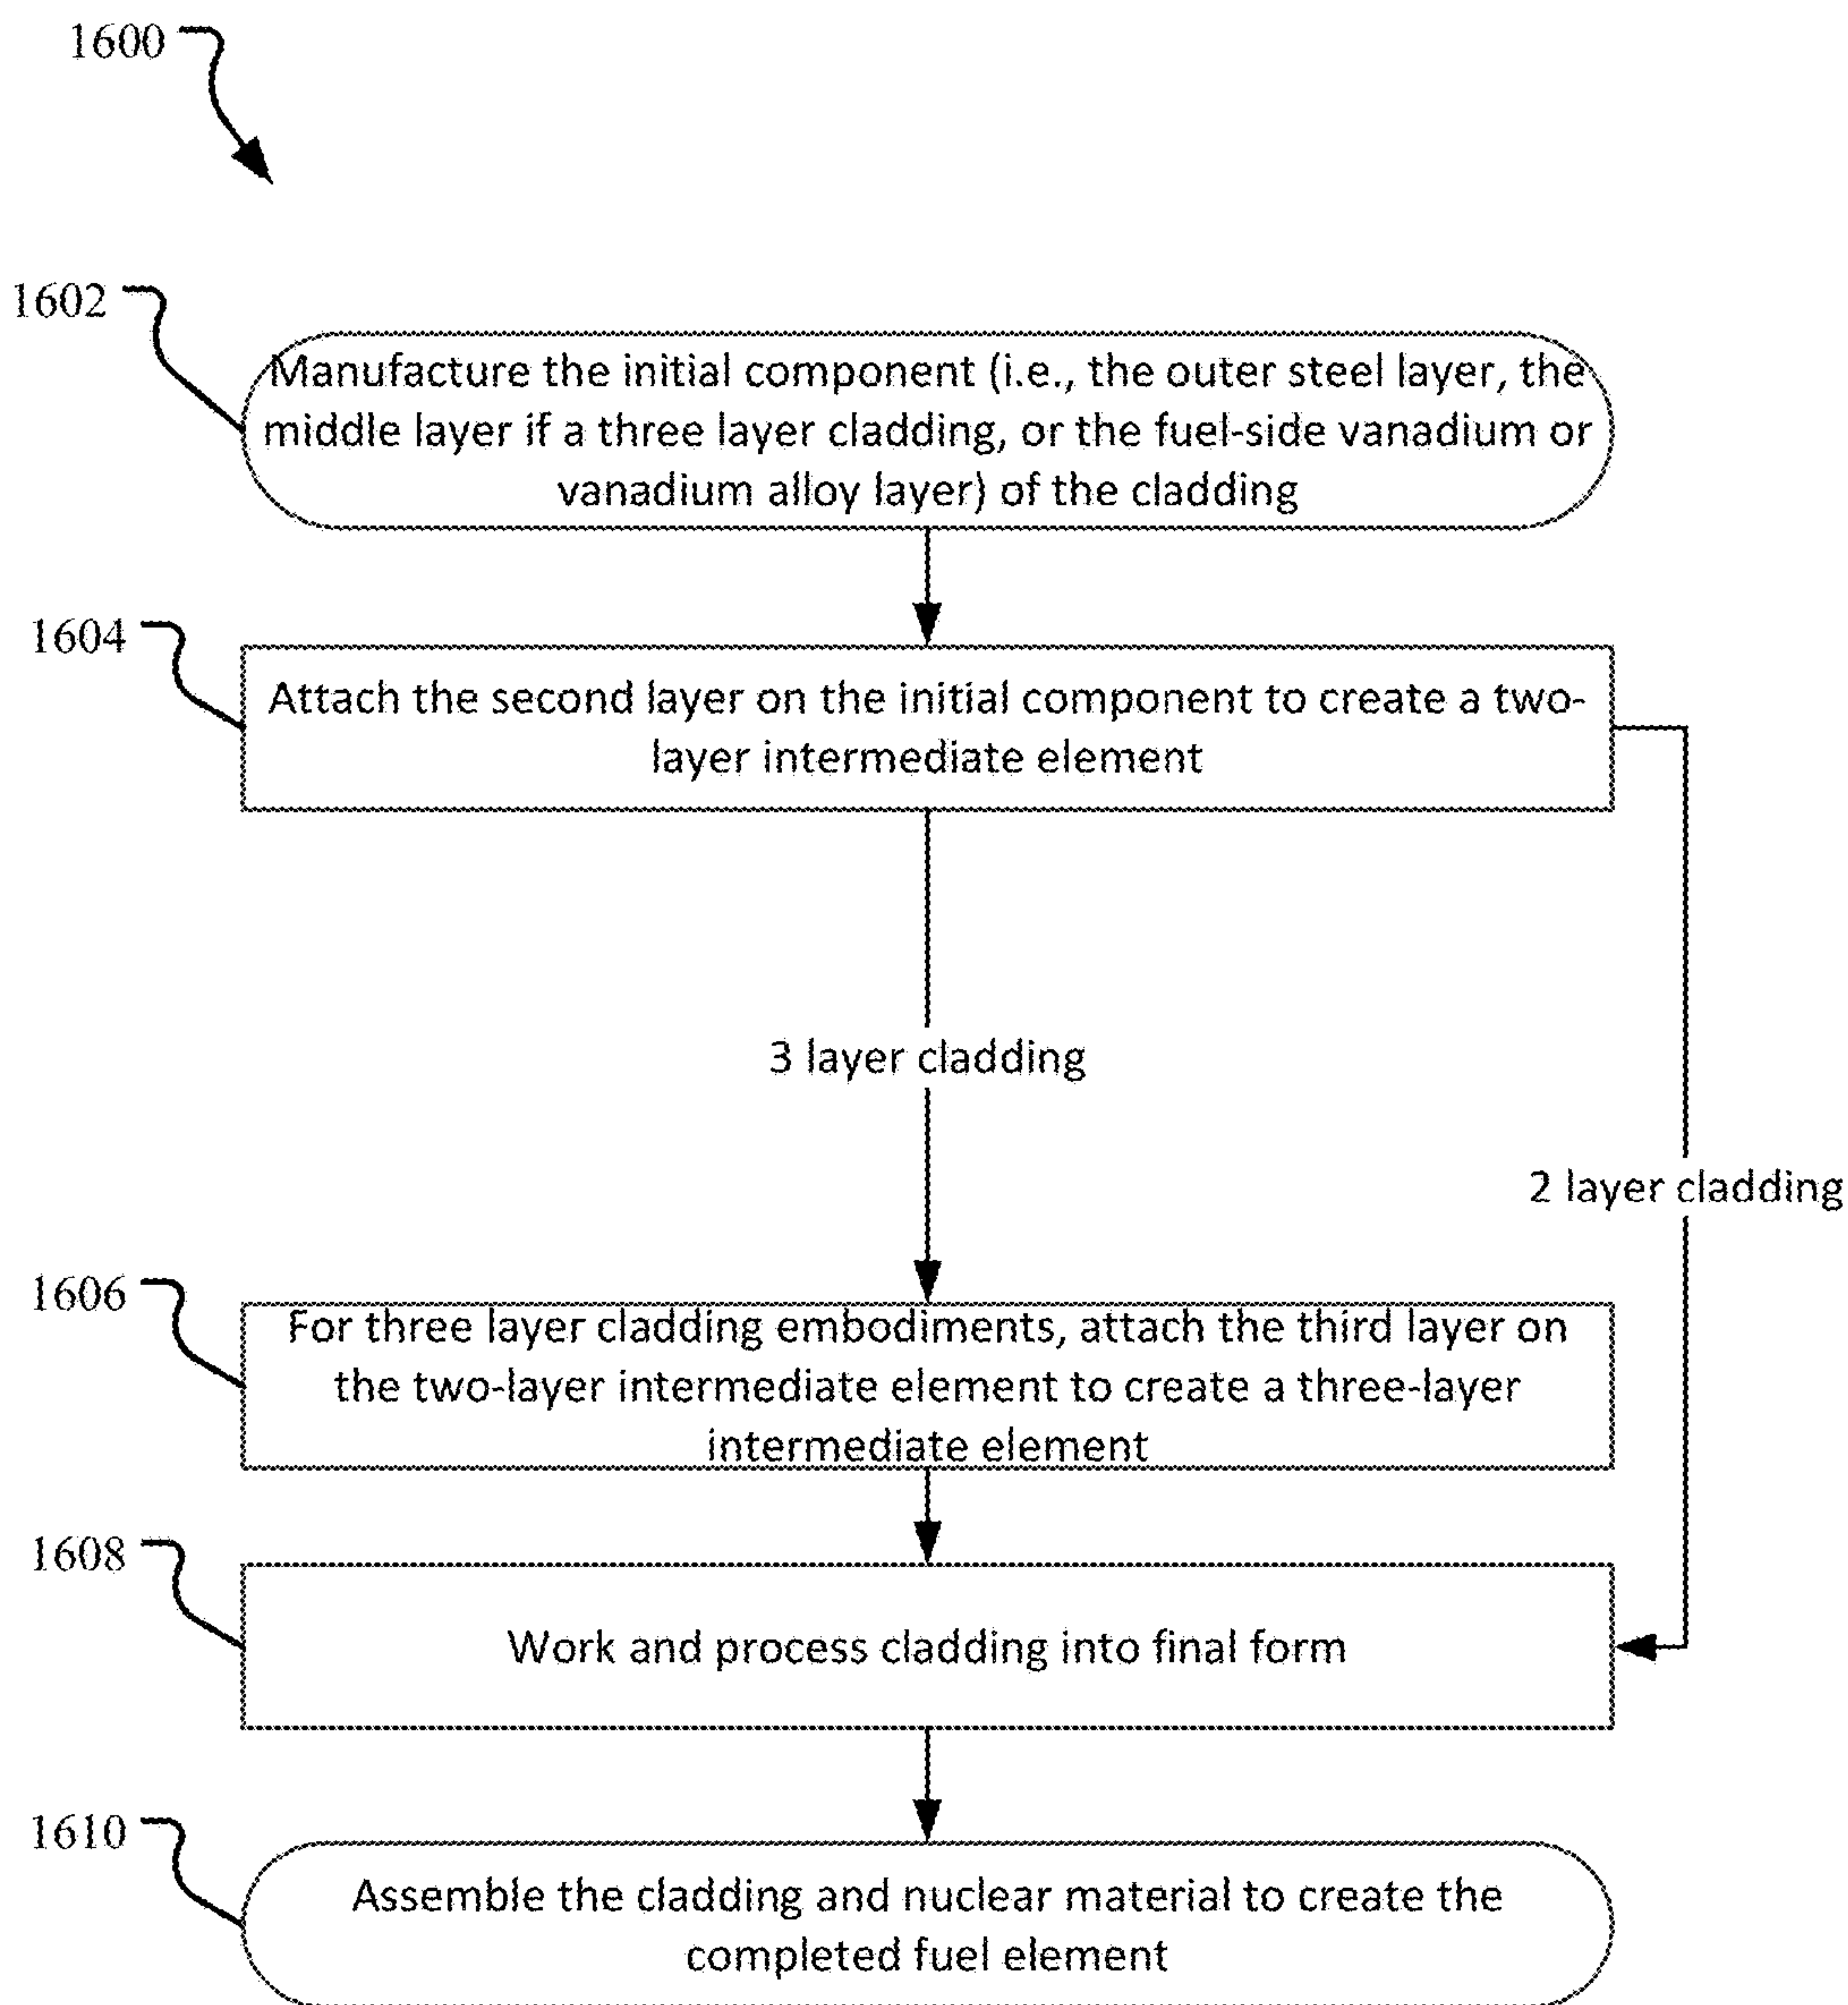 1600
1602
Manufacture the initial component (i.e., the outer steel layer, the
middle layer if a three layer cladding, or the fuel-side vanadium or
vanadium alloy layer) of the cladding
1604
Attach the second layer on the initial component to create a two-
layer intermediate element
3 layer cladding
2 layer cladding
1606
For three layer cladding embodiments, attach the third layer on
the two-layer intermediate element to create a three-layer
intermediate element
1608
Work and process cladding into final form
1610
Assemble the cladding and nuclear material to create the
completed fuel element